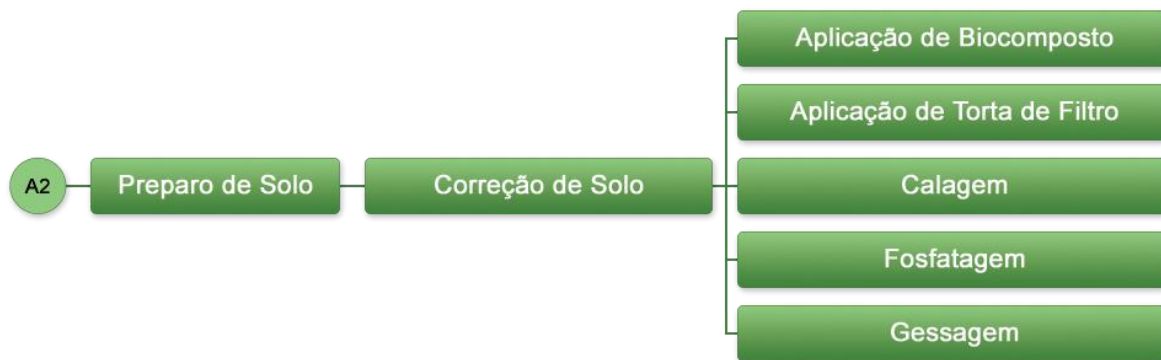 A2
Preparo de Solo
Correção de Solo
Aplicação de Biocomposto
Aplicação de Torta de Filtro
Calagem
Fosfatagem
Gessagem